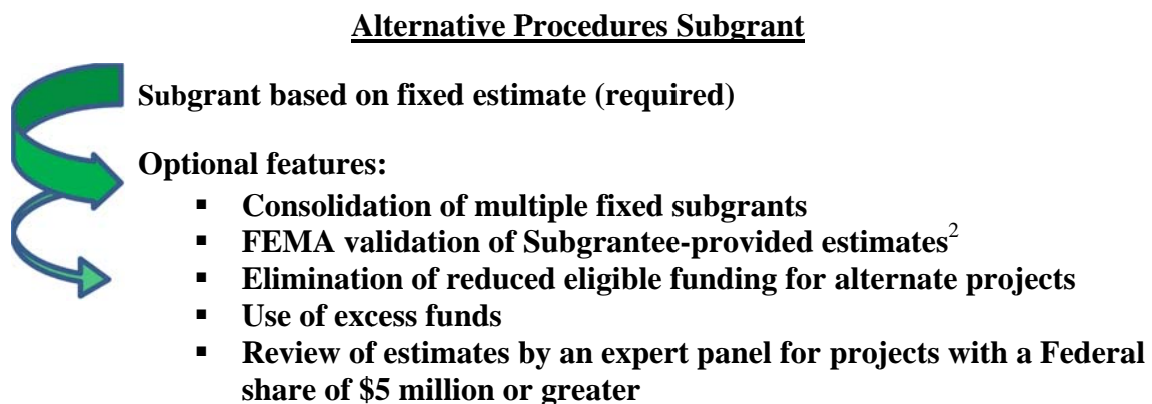 Alternative Procedures Subgrant
Subgrant based on fixed estimate (required)
Optional features:
▪ Consolidation of multiple fixed subgrants
▪ FEMA validation of Subgrantee-provided estimates²
▪ Elimination of reduced eligible funding for alternate projects
▪ Use of excess funds
▪ Review of estimates by an expert panel for projects with a Federal
share of $5 million or greater